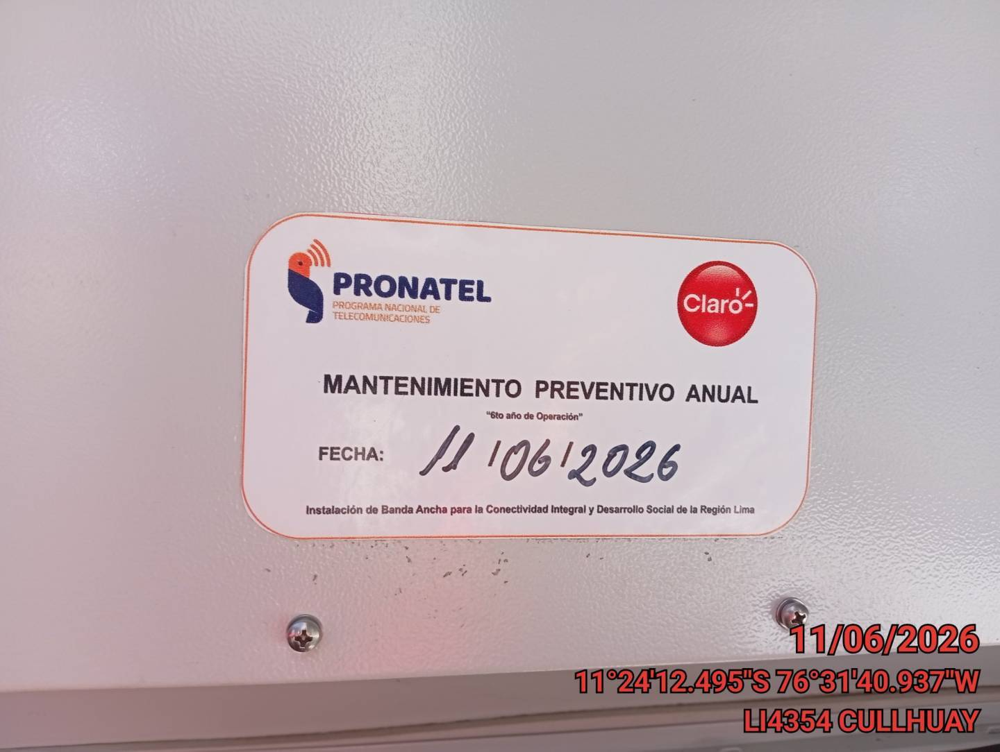 PRONATEL
PROGRAMA NACIONAL DE
TELECOMUNICACIONES
Claro
MANTENIMIENTO PREVENTIVO ANUAL
"6to año de Operación"
FECHA: 11/06/2026
Instalación de Banda Ancha para la Conectividad Integral y Desarrollo Social de la Región Lima
11/06/2026
11°24'12.495"S 76°31'40.937"W
LI4354 CULLHUAY